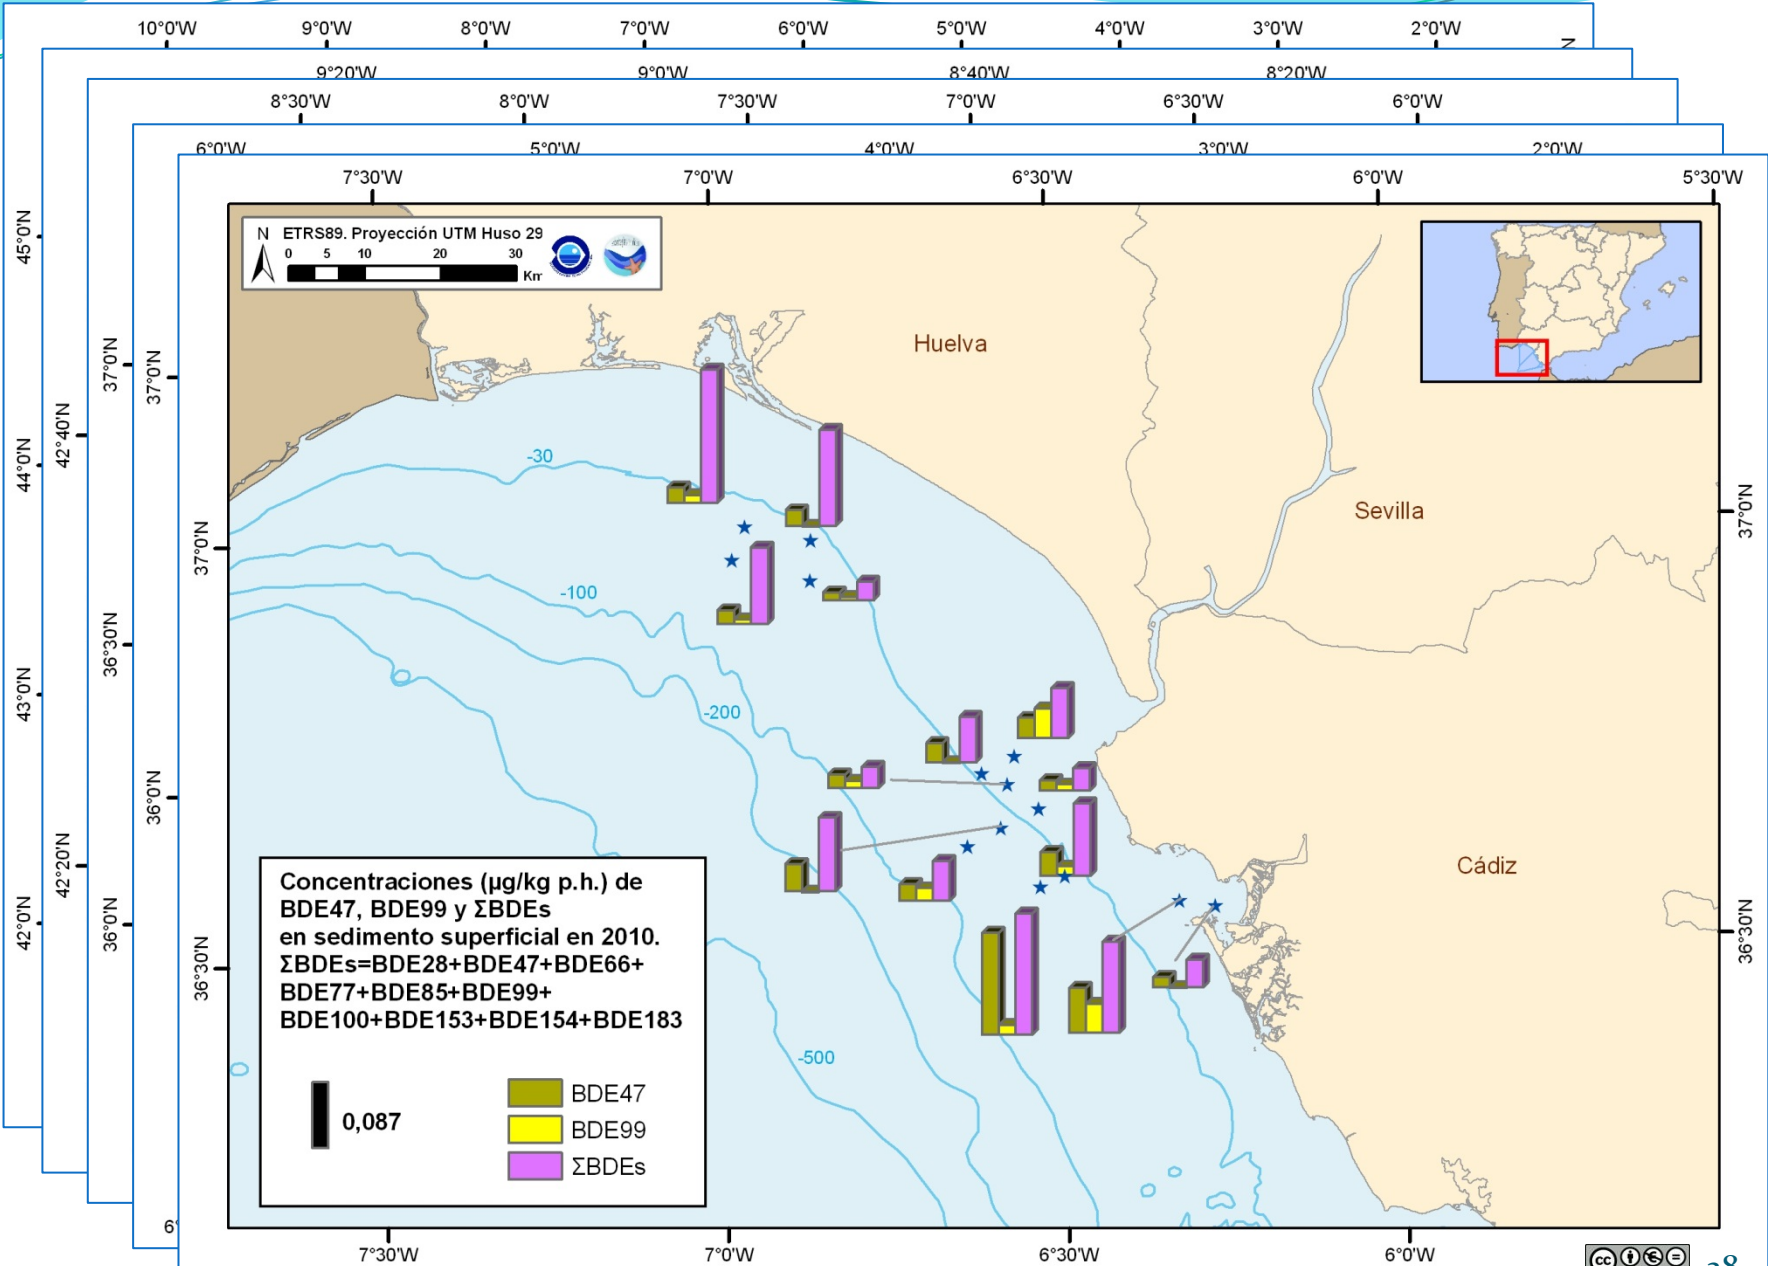 10°0'W 9°0'W 8°0'W 7°0'W 6°0'W 5°0'W 4°0'W 3°0'W 2°0'W
N
9°20'W 9°0'W 8°40'W 8°20'W
8°30'W 8°0'W 7°30'W 7°0'W 6°30'W 6°0'W
6°0'W 5°0'W 4°0'W 3°0'W 2°0'W
7°30'W 7°0'W 6°30'W 6°0'W 5°30'W
45°0'N
44°0'N
43°0'N
42°0'N
42°40'N
42°20'N
37°0'N
36°30'N
36°0'N
37°0'N
36°0'N
37°0'N
36°30'N
N ETRS89. Proyección UTM Huso 29
0 5 10 20 30
Km
Huelva
Sevilla
Cádiz
-30
-100
-200
-500
37°0'N
36°30'N
Concentraciones (µg/kg p.h.) de
BDE47, BDE99 y ΣBDEs
en sedimento superficial en 2010.
ΣBDEs=BDE28+BDE47+BDE66+
BDE77+BDE85+BDE99+
BDE100+BDE153+BDE154+BDE183
0,087
BDE47
BDE99
ΣBDEs
7°30'W 7°0'W 6°30'W 6°0'W
cc